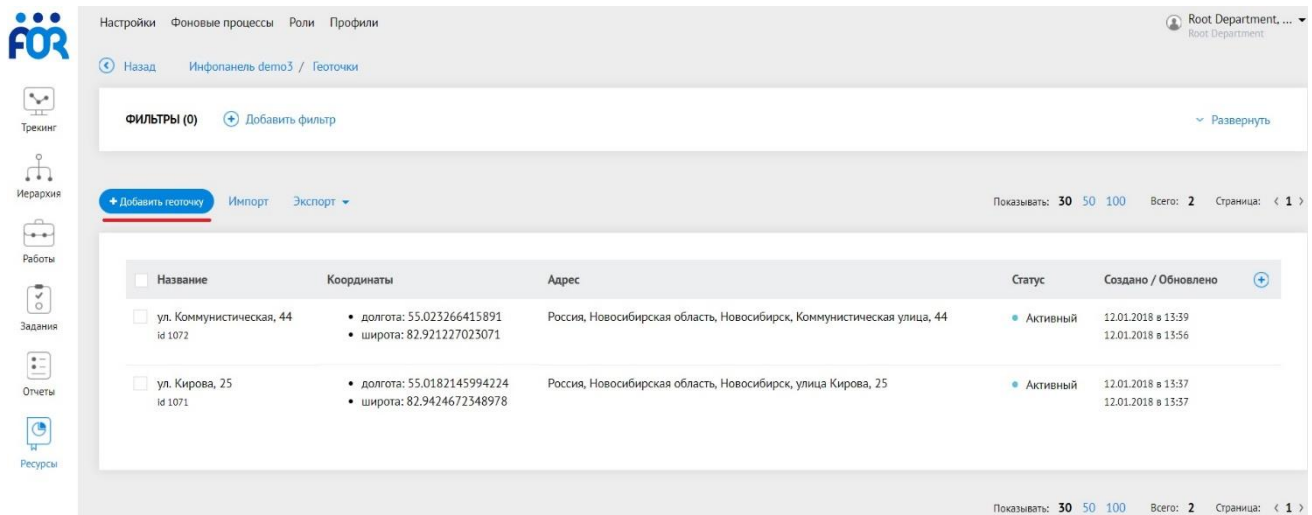 FOR
Настройки Фоновые процессы Роли Профили
Root Department, ...
Root Department
Назад Инфопанель demo3 / Геоточки
Трекинг
ФИЛЬТРЫ (0) Добавить фильтр Развернуть
Иерархия
+ Добавить геоточку Импорт Экспорт Показывать: 30 50 100 Всего: 2 Страница: < 1 >
Работы
Название Координаты Адрес Статус Создано / Обновлено
Задания
ул. Коммунистическая, 44 • долгота: 55.023266415891 Россия, Новосибирская область, Новосибирск, Коммунистическая улица, 44 • Активный 12.01.2018 в 13:39
id 1072 • широта: 82.921227023071 12.01.2018 в 13:56
Отчеты
ул. Кирова, 25 • долгота: 55.0182145994224 Россия, Новосибирская область, Новосибирск, улица Кирова, 25 • Активный 12.01.2018 в 13:37
id 1071 • широта: 82.9424672348978 12.01.2018 в 13:37
Ресурсы
Показывать: 30 50 100 Всего: 2 Страница: < 1 >